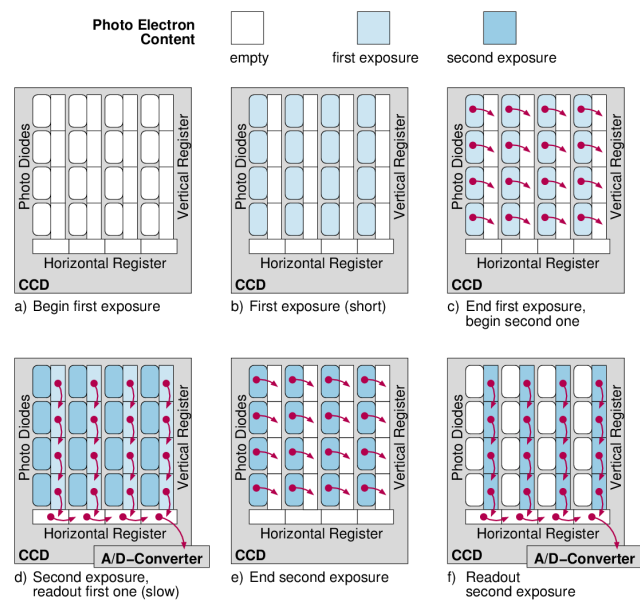 Photo Electron
Content
empty
first exposure
second exposure
Photo Diodes
Vertical Register
Horizontal Register
CCD
a) Begin first exposure
Photo Diodes
Vertical Register
Horizontal Register
CCD
b) First exposure (short)
Photo Diodes
Vertical Register
Horizontal Register
CCD
c) End first exposure,
begin second one
Photo Diodes
Vertical Register
Horizontal Register
CCD
A/D–Converter
d) Second exposure,
readout first one (slow)
Photo Diodes
Vertical Register
Horizontal Register
CCD
e) End second exposure
Photo Diodes
Vertical Register
Horizontal Register
CCD
A/D–Converter
f) Readout
second exposure